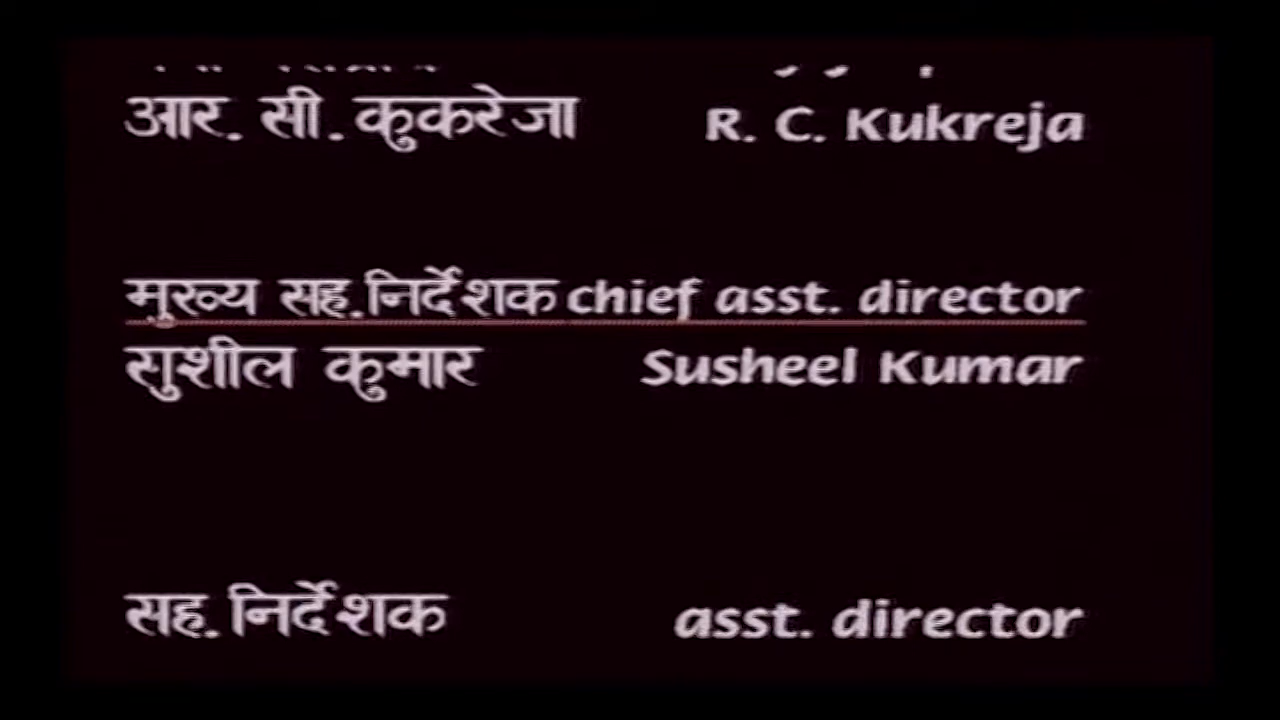 आर. सी. कुकरेजा R. C. Kukreja
मुख्य सह.निर्देशक chief asst. director
सुशील कुमार Susheel Kumar
सह. निर्देशक asst. director